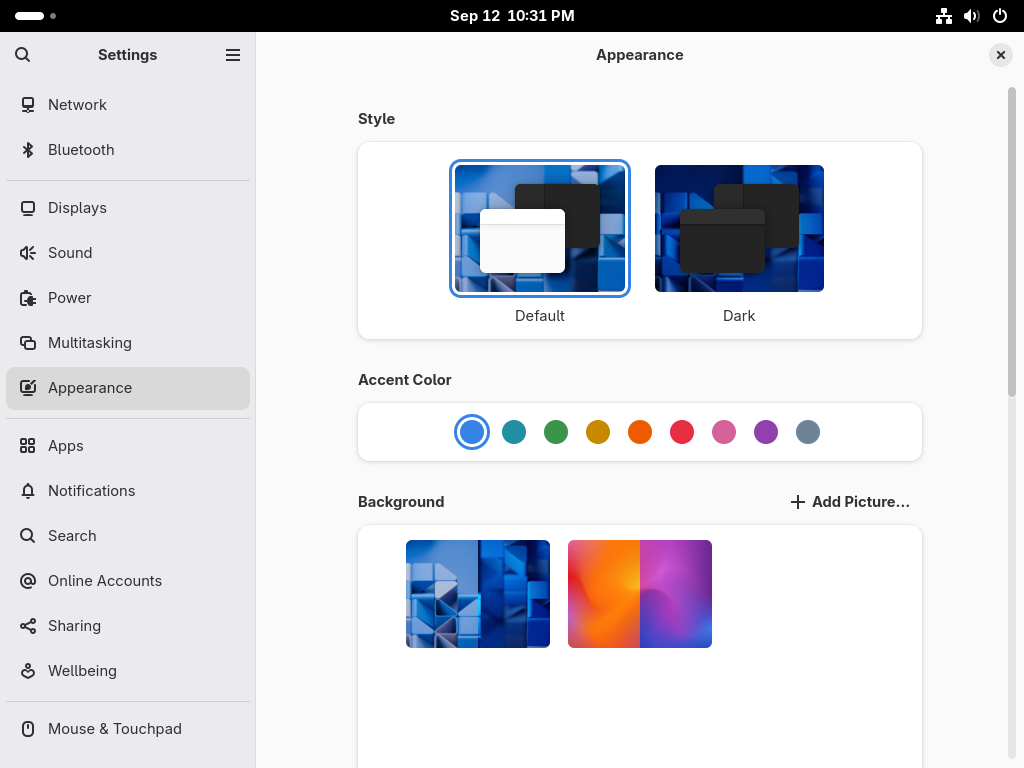 Sep 12 10:31 PM
Settings
Appearance
Network
Bluetooth
Displays
Sound
Power
Multitasking
Appearance
Apps
Notifications
Search
Online Accounts
Sharing
Wellbeing
Mouse & Touchpad
Style
Default
Dark
Accent Color
Background
Add Picture…